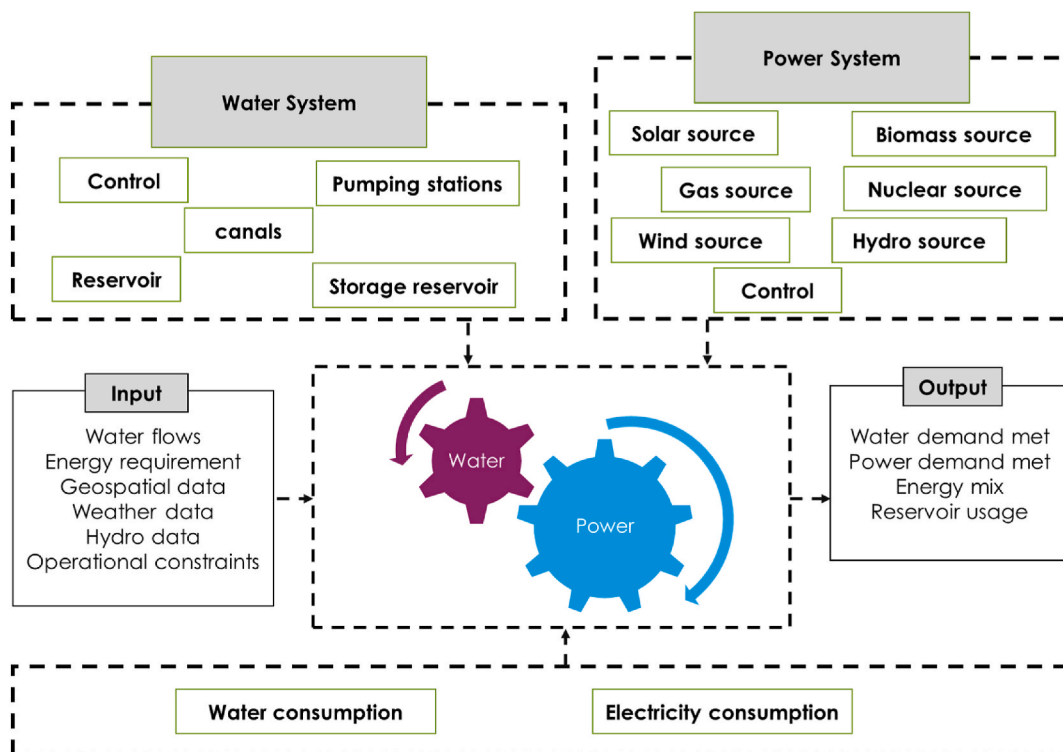 Water System
Control
Pumping stations
canals
Reservoir
Storage reservoir
Power System
Solar source
Biomass source
Gas source
Nuclear source
Wind source
Hydro source
Control
Input
Water flows
Energy requirement
Geospatial data
Weather data
Hydro data
Operational constraints
Water
Power
Output
Water demand met
Power demand met
Energy mix
Reservoir usage
Water consumption
Electricity consumption